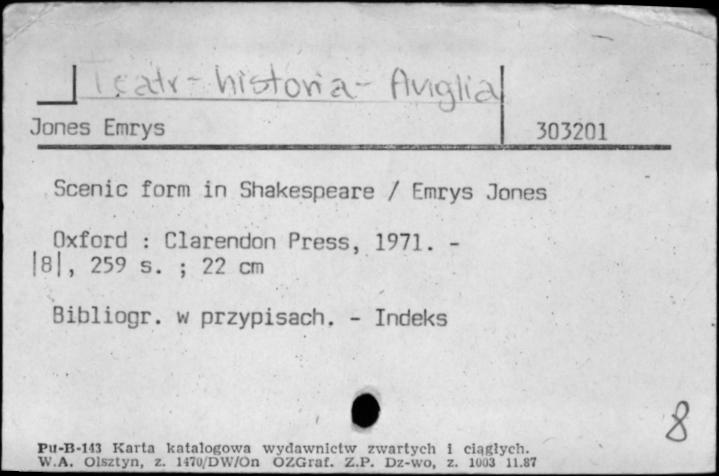 Teatr - historia - Anglia
Jones Emrys 303201
Scenic form in Shakespeare / Emrys Jones
Oxford : Clarendon Press, 1971. -
|8|, 259 s. ; 22 cm
Bibliogr. w przypisach. - Indeks
8
Pu-B-143 Karta katalogowa wydawnictw zwartych i ciągłych.
W.A. Olsztyn, z. 1470/DW/On OZGraf. Z.P. Dz-wo, z. 1003 11.87